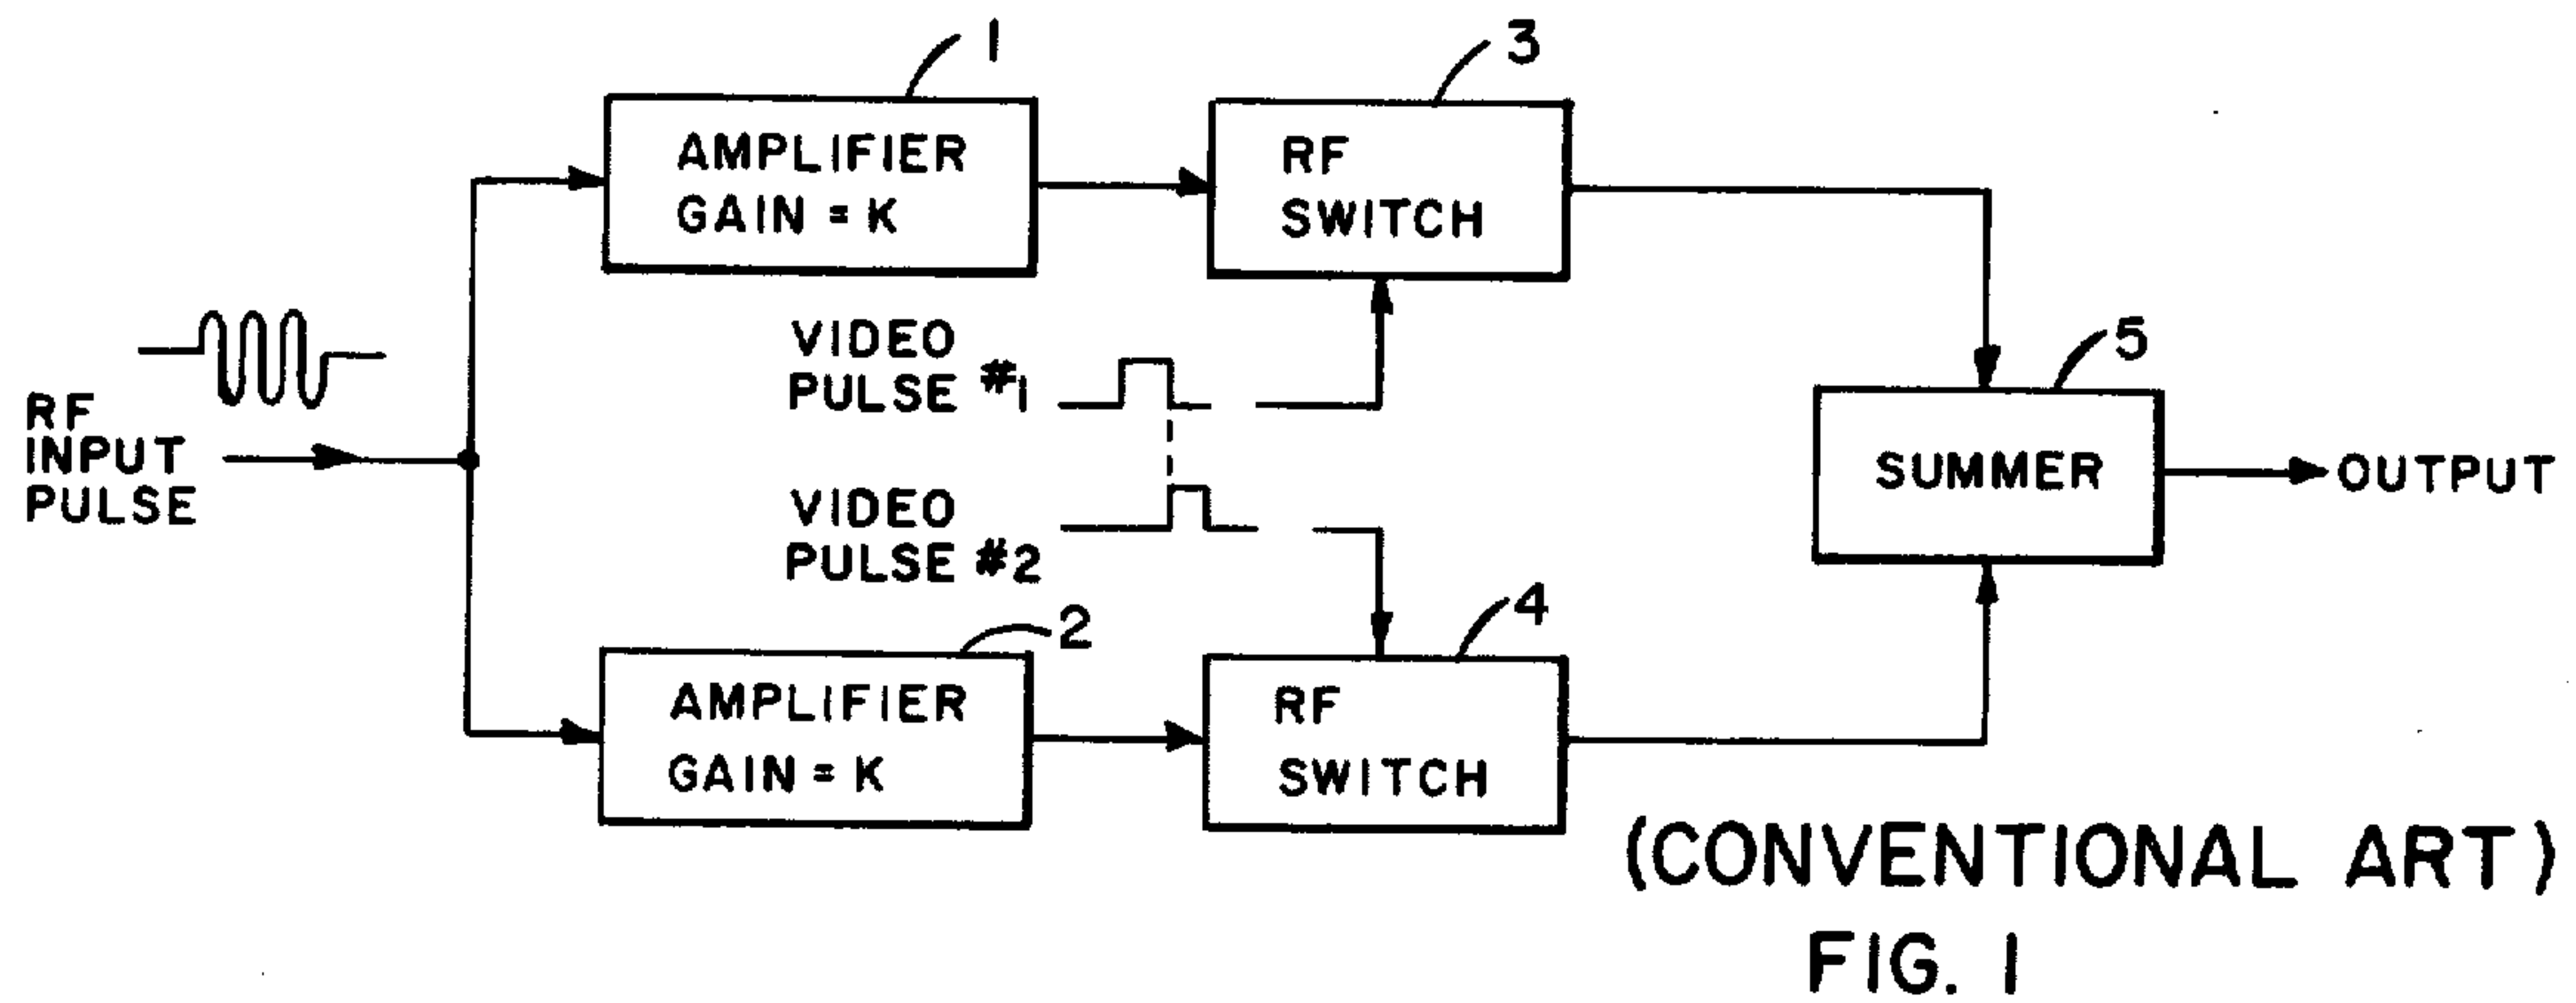 1
3
AMPLIFIER
GAIN = K
RF
SWITCH
VIDEO
PULSE #1
5
RF
INPUT
PULSE
SUMMER
OUTPUT
VIDEO
PULSE #2
2
4
AMPLIFIER
GAIN = K
RF
SWITCH
(CONVENTIONAL ART)
FIG. 1